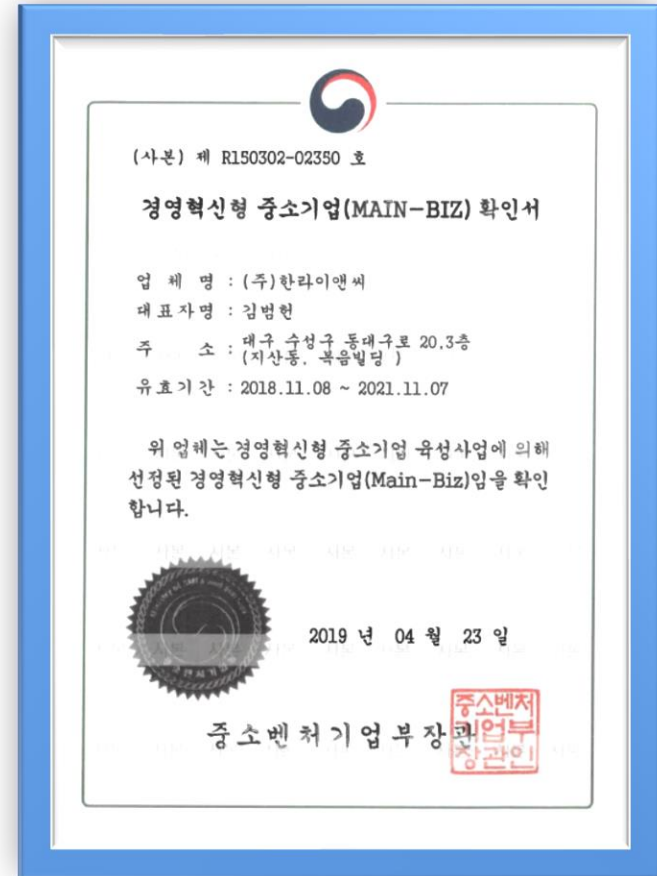 (사본) 제 R150302-02350 호
경영혁신형 중소기업(MAIN-BIZ) 확인서
업 체 명 : (주)한라이앤씨
대표자명 : 김범헌
주 소 : 대구 수성구 동대구로 20,3층
(지산동, 복음빌딩 )
유효기간 : 2018.11.08 ~ 2021.11.07
위 업체는 경영혁신형 중소기업 육성사업에 의해
선정된 경영혁신형 중소기업(Main-Biz)임을 확인
합니다.
2019 년 04 월 23 일
중소벤처기업부장관
중소벤처
기업부
장관인